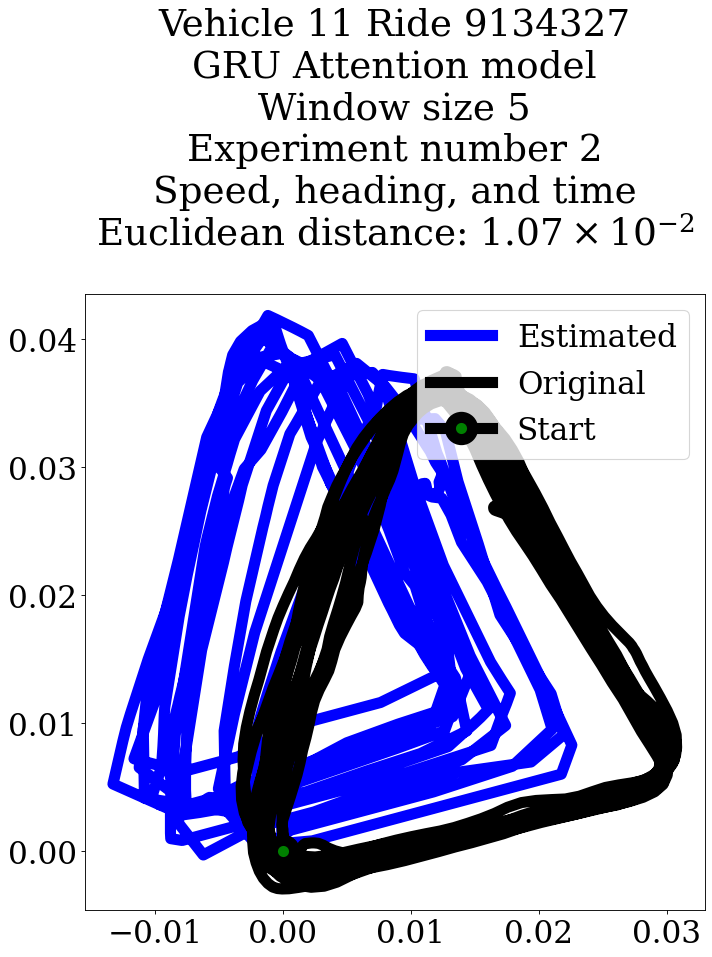 Vehicle 11 Ride 9134327
GRU Attention model
Window size 5
Experiment number 2
Speed, heading, and time
Euclidean distance: 1.07 × 10⁻²
Estimated
Original
Start
0.04
0.03
0.02
0.01
0.00
−0.01 0.00 0.01 0.02 0.03